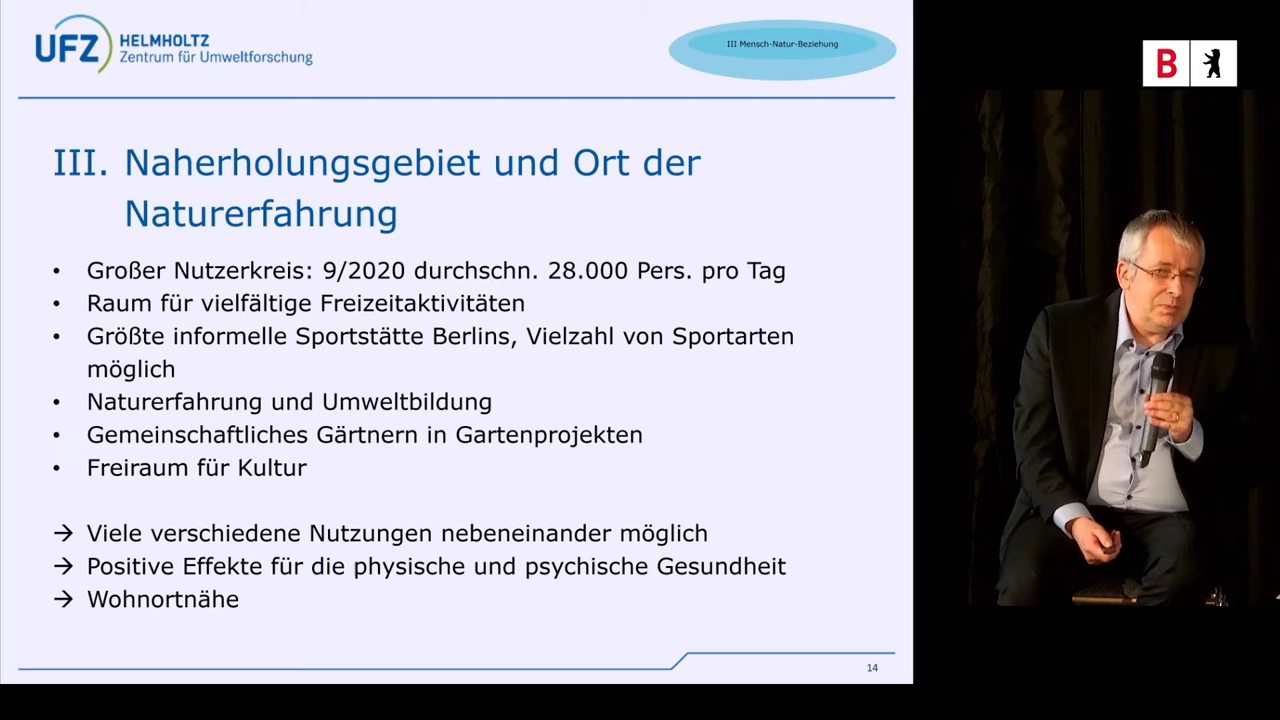 UFZ HELMHOLTZ
Zentrum für Umweltforschung
III Mensch-Natur-Beziehung
B
III. Naherholungsgebiet und Ort der
Naturerfahrung
• Großer Nutzerkreis: 9/2020 durchschn. 28.000 Pers. pro Tag
• Raum für vielfältige Freizeitaktivitäten
• Größte informelle Sportstätte Berlins, Vielzahl von Sportarten
möglich
• Naturerfahrung und Umweltbildung
• Gemeinschaftliches Gärtnern in Gartenprojekten
• Freiraum für Kultur
→ Viele verschiedene Nutzungen nebeneinander möglich
→ Positive Effekte für die physische und psychische Gesundheit
→ Wohnortnähe
14